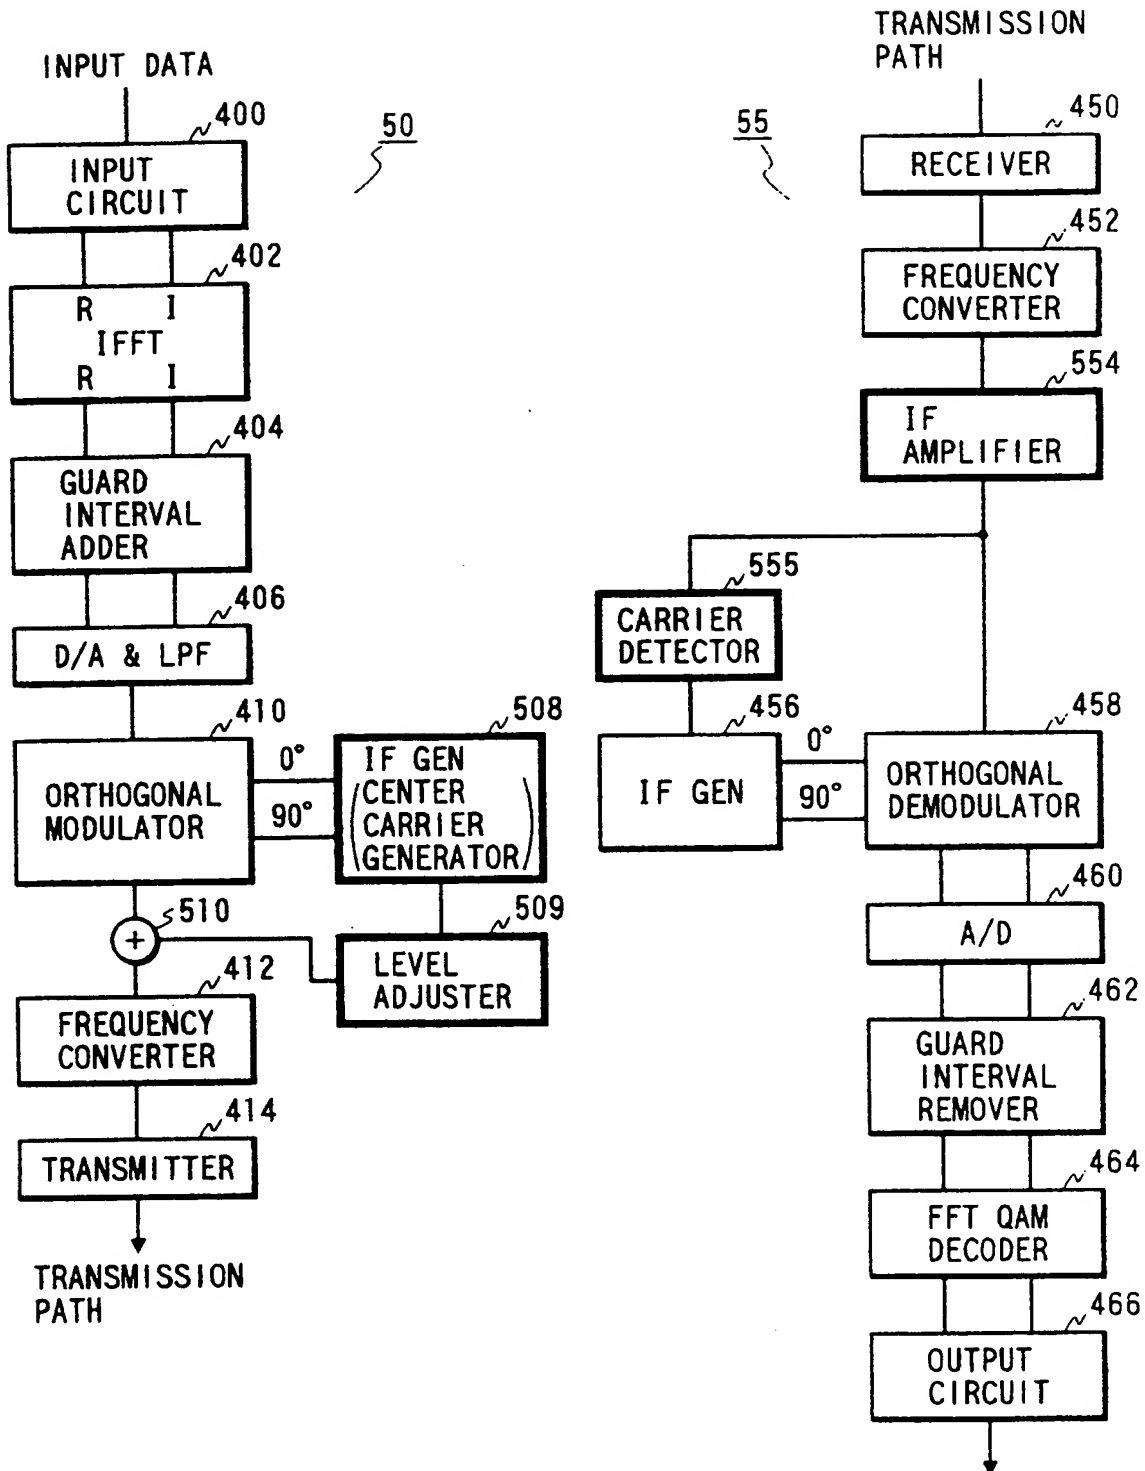 INPUT DATA
400
INPUT
CIRCUIT
402
R I
IFFT
R I
404
GUARD
INTERVAL
ADDER
406
D/A & LPF
410
ORTHOGONAL
MODULATOR
0°
90°
508
IF GEN
(CENTER
CARRIER
GENERATOR)
510
+
509
LEVEL
ADJUSTER
412
FREQUENCY
CONVERTER
414
TRANSMITTER
TRANSMISSION
PATH
50
55
TRANSMISSION
PATH
450
RECEIVER
452
FREQUENCY
CONVERTER
554
IF
AMPLIFIER
555
CARRIER
DETECTOR
456
IF GEN
0°
90°
458
ORTHOGONAL
DEMODULATOR
460
A/D
462
GUARD
INTERVAL
REMOVER
464
FFT QAM
DECODER
466
OUTPUT
CIRCUIT